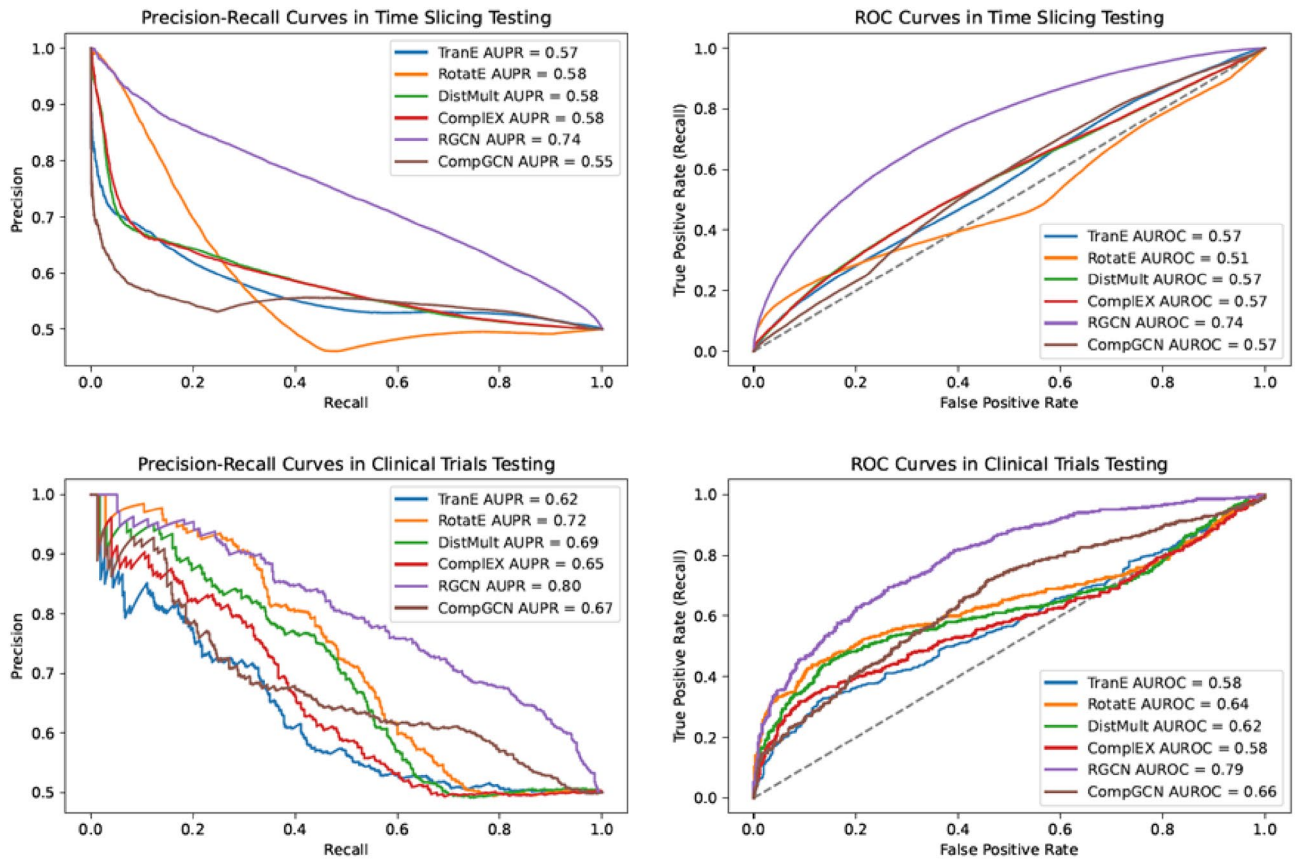 Precision-Recall Curves in Time Slicing Testing
1.0
0.9
0.8
0.7
0.6
0.5
Precision
TranE AUPR = 0.57
RotatE AUPR = 0.58
DistMult AUPR = 0.58
ComplEX AUPR = 0.58
RGCN AUPR = 0.74
CompGCN AUPR = 0.55
0.0 0.2 0.4 0.6 0.8 1.0
Recall
ROC Curves in Time Slicing Testing
1.0
0.8
0.6
0.4
0.2
0.0
True Positive Rate (Recall)
TranE AUROC = 0.57
RotatE AUROC = 0.51
DistMult AUROC = 0.57
ComplEX AUROC = 0.57
RGCN AUROC = 0.74
CompGCN AUROC = 0.57
0.0 0.2 0.4 0.6 0.8 1.0
False Positive Rate
Precision-Recall Curves in Clinical Trials Testing
1.0
0.9
0.8
0.7
0.6
0.5
Precision
TranE AUPR = 0.62
RotatE AUPR = 0.72
DistMult AUPR = 0.69
ComplEX AUPR = 0.65
RGCN AUPR = 0.80
CompGCN AUPR = 0.67
0.0 0.2 0.4 0.6 0.8 1.0
Recall
ROC Curves in Clinical Trials Testing
1.0
0.8
0.6
0.4
0.2
0.0
True Positive Rate (Recall)
TranE AUROC = 0.58
RotatE AUROC = 0.64
DistMult AUROC = 0.62
ComplEX AUROC = 0.58
RGCN AUROC = 0.79
CompGCN AUROC = 0.66
0.0 0.2 0.4 0.6 0.8 1.0
False Positive Rate